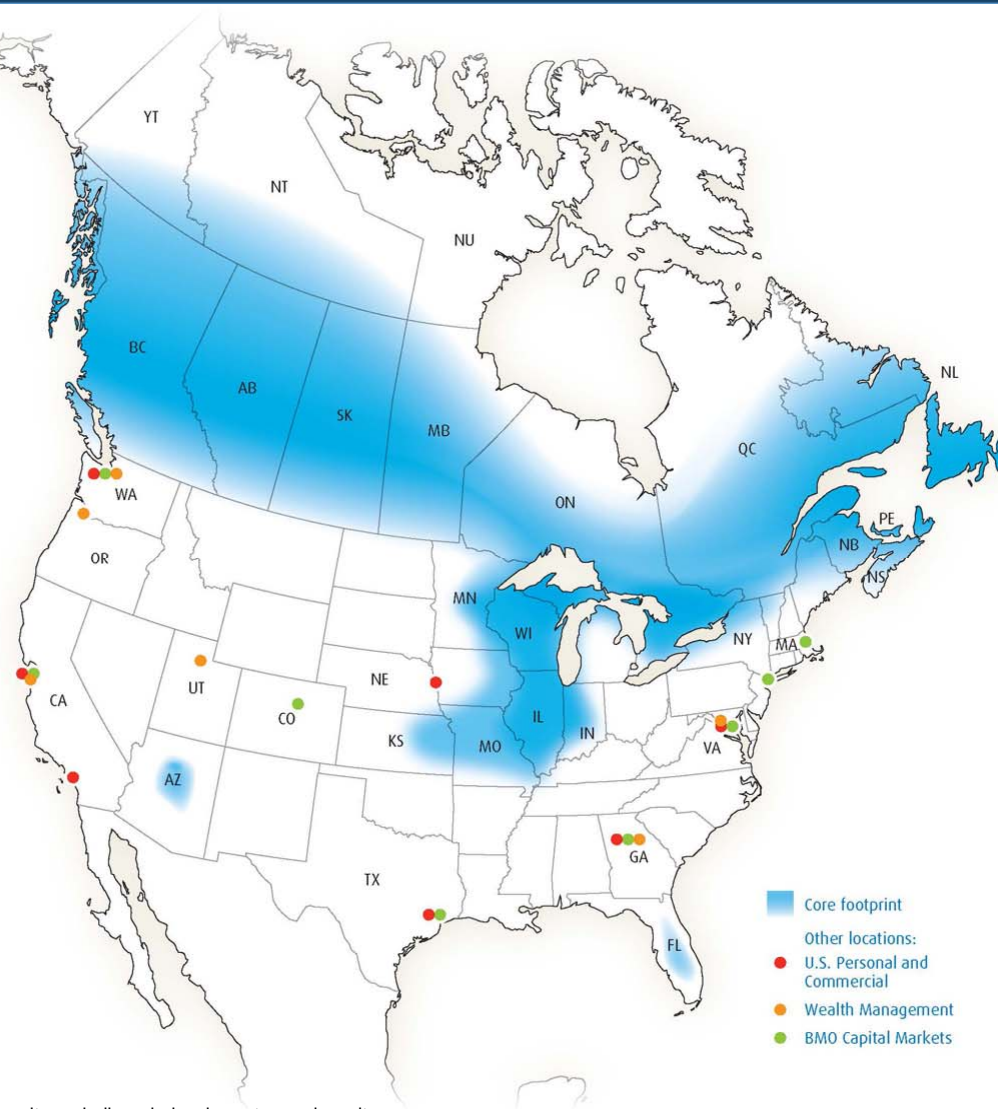 YT
NT
NU
BC
AB
SK
MB
ON
QC
NL
PE
NB
NS
WA
OR
MN
WI
NY
MA
NE
UT
CA
CO
KS
MO
IL
IN
VA
AZ
TX
GA
FL
Core footprint
Other locations:
U.S. Personal and
Commercial
Wealth Management
BMO Capital Markets